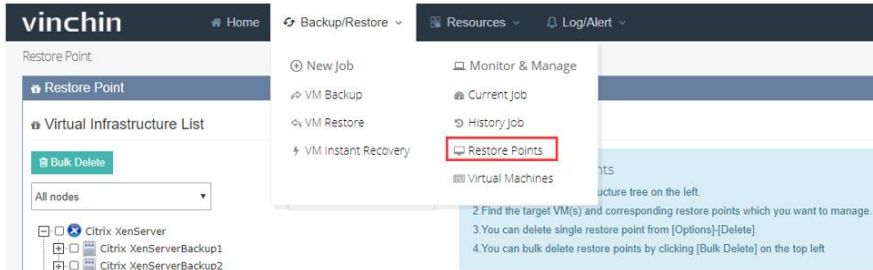 vinchin
Home
Backup/Restore
Resources
Log/Alert
Restore Point
New Job
Monitor & Manage
Restore Point
VM Backup
Current Job
Virtual Infrastructure List
VM Restore
History Job
Bulk Delete
VM Instant Recovery
Restore Points
nts
Virtual Machines
ucture tree on the left.
All nodes
2.Find the target VM(s) and corresponding restore points which you want to manage.
3.You can delete single restore point from [Options]-[Delete].
Citrix XenServer
4.You can bulk delete restore points by clicking [Bulk Delete] on the top left
Citrix XenServerBackup1
Citrix XenServerBackup2